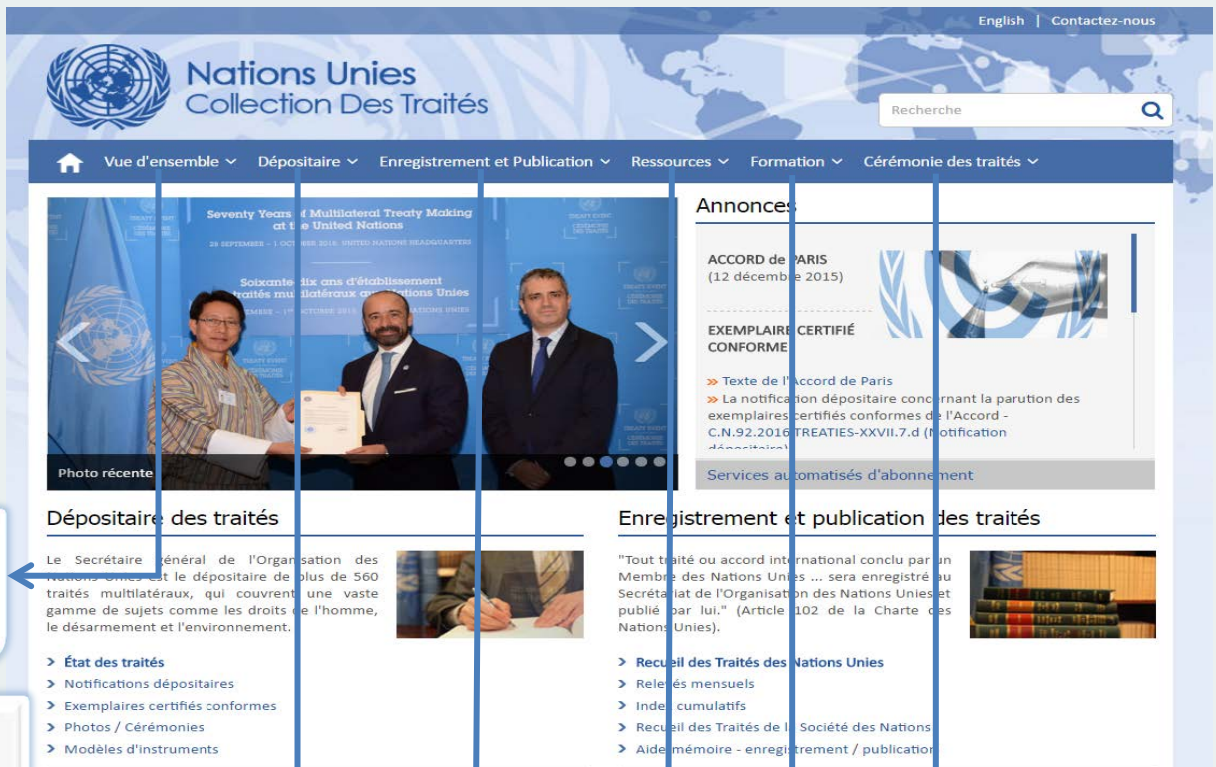 English | Contactez-nous
Nations Unies
Collection Des Traités
Recherche
Vue d'ensemble Dépositaire Enregistrement et Publication Ressources Formation Cérémonie des traités
Seventy Years of Multilateral Treaty Making
at the United Nations
28 SEPTEMBER – 1 OCTOBER 2015 UNITED NATIONS HEADQUARTERS
Soixante-dix ans d'établissement
traités multilatéraux aux Nations Unies
Photo récente
Annonces
ACCORD de PARIS
(12 décembre 2015)
EXEMPLAIRE CERTIFIÉ
CONFORME
» Texte de l'Accord de Paris
» La notification dépositaire concernant la parution des
exemplaires certifiés conformes de l'Accord -
C.N.92.2016.TREATIES-XXVII.7.d (Notification
dépositaire)
Services automatisés d'abonnement
Dépositaire des traités
Le Secrétaire général de l'Organisation des
Nations Unies est le dépositaire de plus de 560
traités multilatéraux, qui couvrent une vaste
gamme de sujets comme les droits de l'homme,
le désarmement et l'environnement.
> État des traités
> Notifications dépositaires
> Exemplaires certifiés conformes
> Photos / Cérémonies
> Modèles d'instruments
Enregistrement et publication des traités
"Tout traité ou accord international conclu par un
Membre des Nations Unies ... sera enregistré au
Secrétariat de l'Organisation des Nations Unies et
publié par lui." (Article 102 de la Charte des
Nations Unies).
> Recueil des Traités des Nations Unies
> Relevés mensuels
> Index cumulatifs
> Recueil des Traités de la Société des Nations
> Aide mémoire - enregistrement / publication